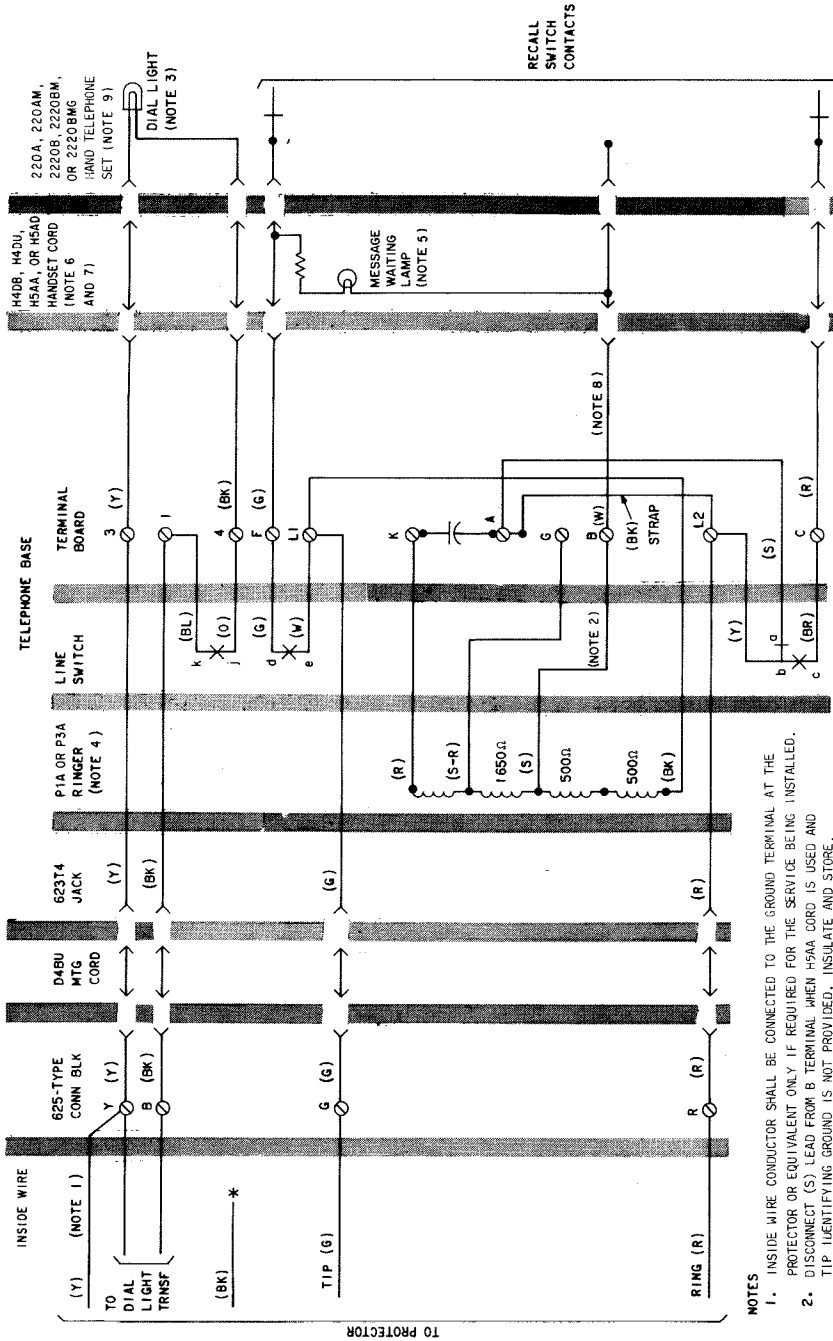 TELEPHONE BASE
INSIDE WIRE
625-TYPE
CONN BLK
D4BU
MTG
CORD
623T4
JACK
P1A OR P3A
RINGER
(NOTE 4)
LINE
SWITCH
TERMINAL
BOARD
H4DB, H4DU,
H5AA, OR H5AD
HANDSET CORD
(NOTE 6
AND 7)
220A, 220AM,
2220B, 2220BM,
OR 2220BMG
HAND TELEPHONE
SET (NOTE 9)
(Y) (NOTE 1)
TO
DIAL
LIGHT
TRNSF
Y (Y)
(Y)
3 (Y)
DIAL LIGHT
(NOTE 3)
B (BK)
(BK)
1
(BL)
k
(O)
j
4 (BK)
(BK) *
(G)
d
(W)
e
F (G)
L1
TIP (G)
G (G)
(G)
MESSAGE
WAITING
LAMP
(NOTE 5)
RECALL
SWITCH
CONTACTS
(R)
(S-R)
1650Ω
(S)
500Ω
500Ω
(BK)
K
A
G
B (W)
(NOTE 2)
(NOTE 8)
(BK)
STRAP
RING (R)
R (R)
(R)
L2
(Y)
(S)
b
a
c
(BR)
C (R)
TO PROTECTOR
NOTES
1. INSIDE WIRE CONDUCTOR SHALL BE CONNECTED TO THE GROUND TERMINAL AT THE
PROTECTOR OR EQUIVALENT ONLY IF REQUIRED FOR THE SERVICE BEING INSTALLED.
2. DISCONNECT (S) LEAD FROM B TERMINAL WHEN H5AA CORD IS USED AND
TIP IDENTIFYING GROUND IS NOT PROVIDED, INSULATE AND STORE.